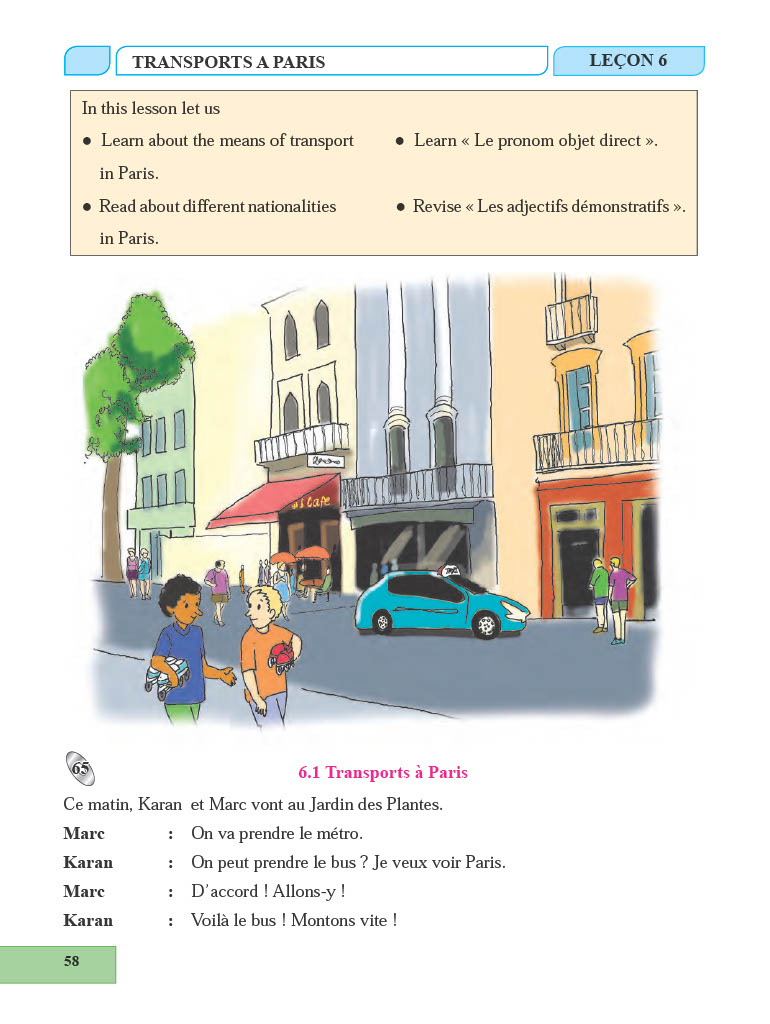 TRANSPORTS A PARIS
LEÇON 6
In this lesson let us
● Learn about the means of transport
in Paris.
● Learn « Le pronom objet direct ».
● Read about different nationalities
in Paris.
● Revise « Les adjectifs démonstratifs ».
Cafe
65
6.1 Transports à Paris
Ce matin, Karan et Marc vont au Jardin des Plantes.
Marc : On va prendre le métro.
Karan : On peut prendre le bus ? Je veux voir Paris.
Marc : D'accord ! Allons-y !
Karan : Voilà le bus ! Montons vite !
58